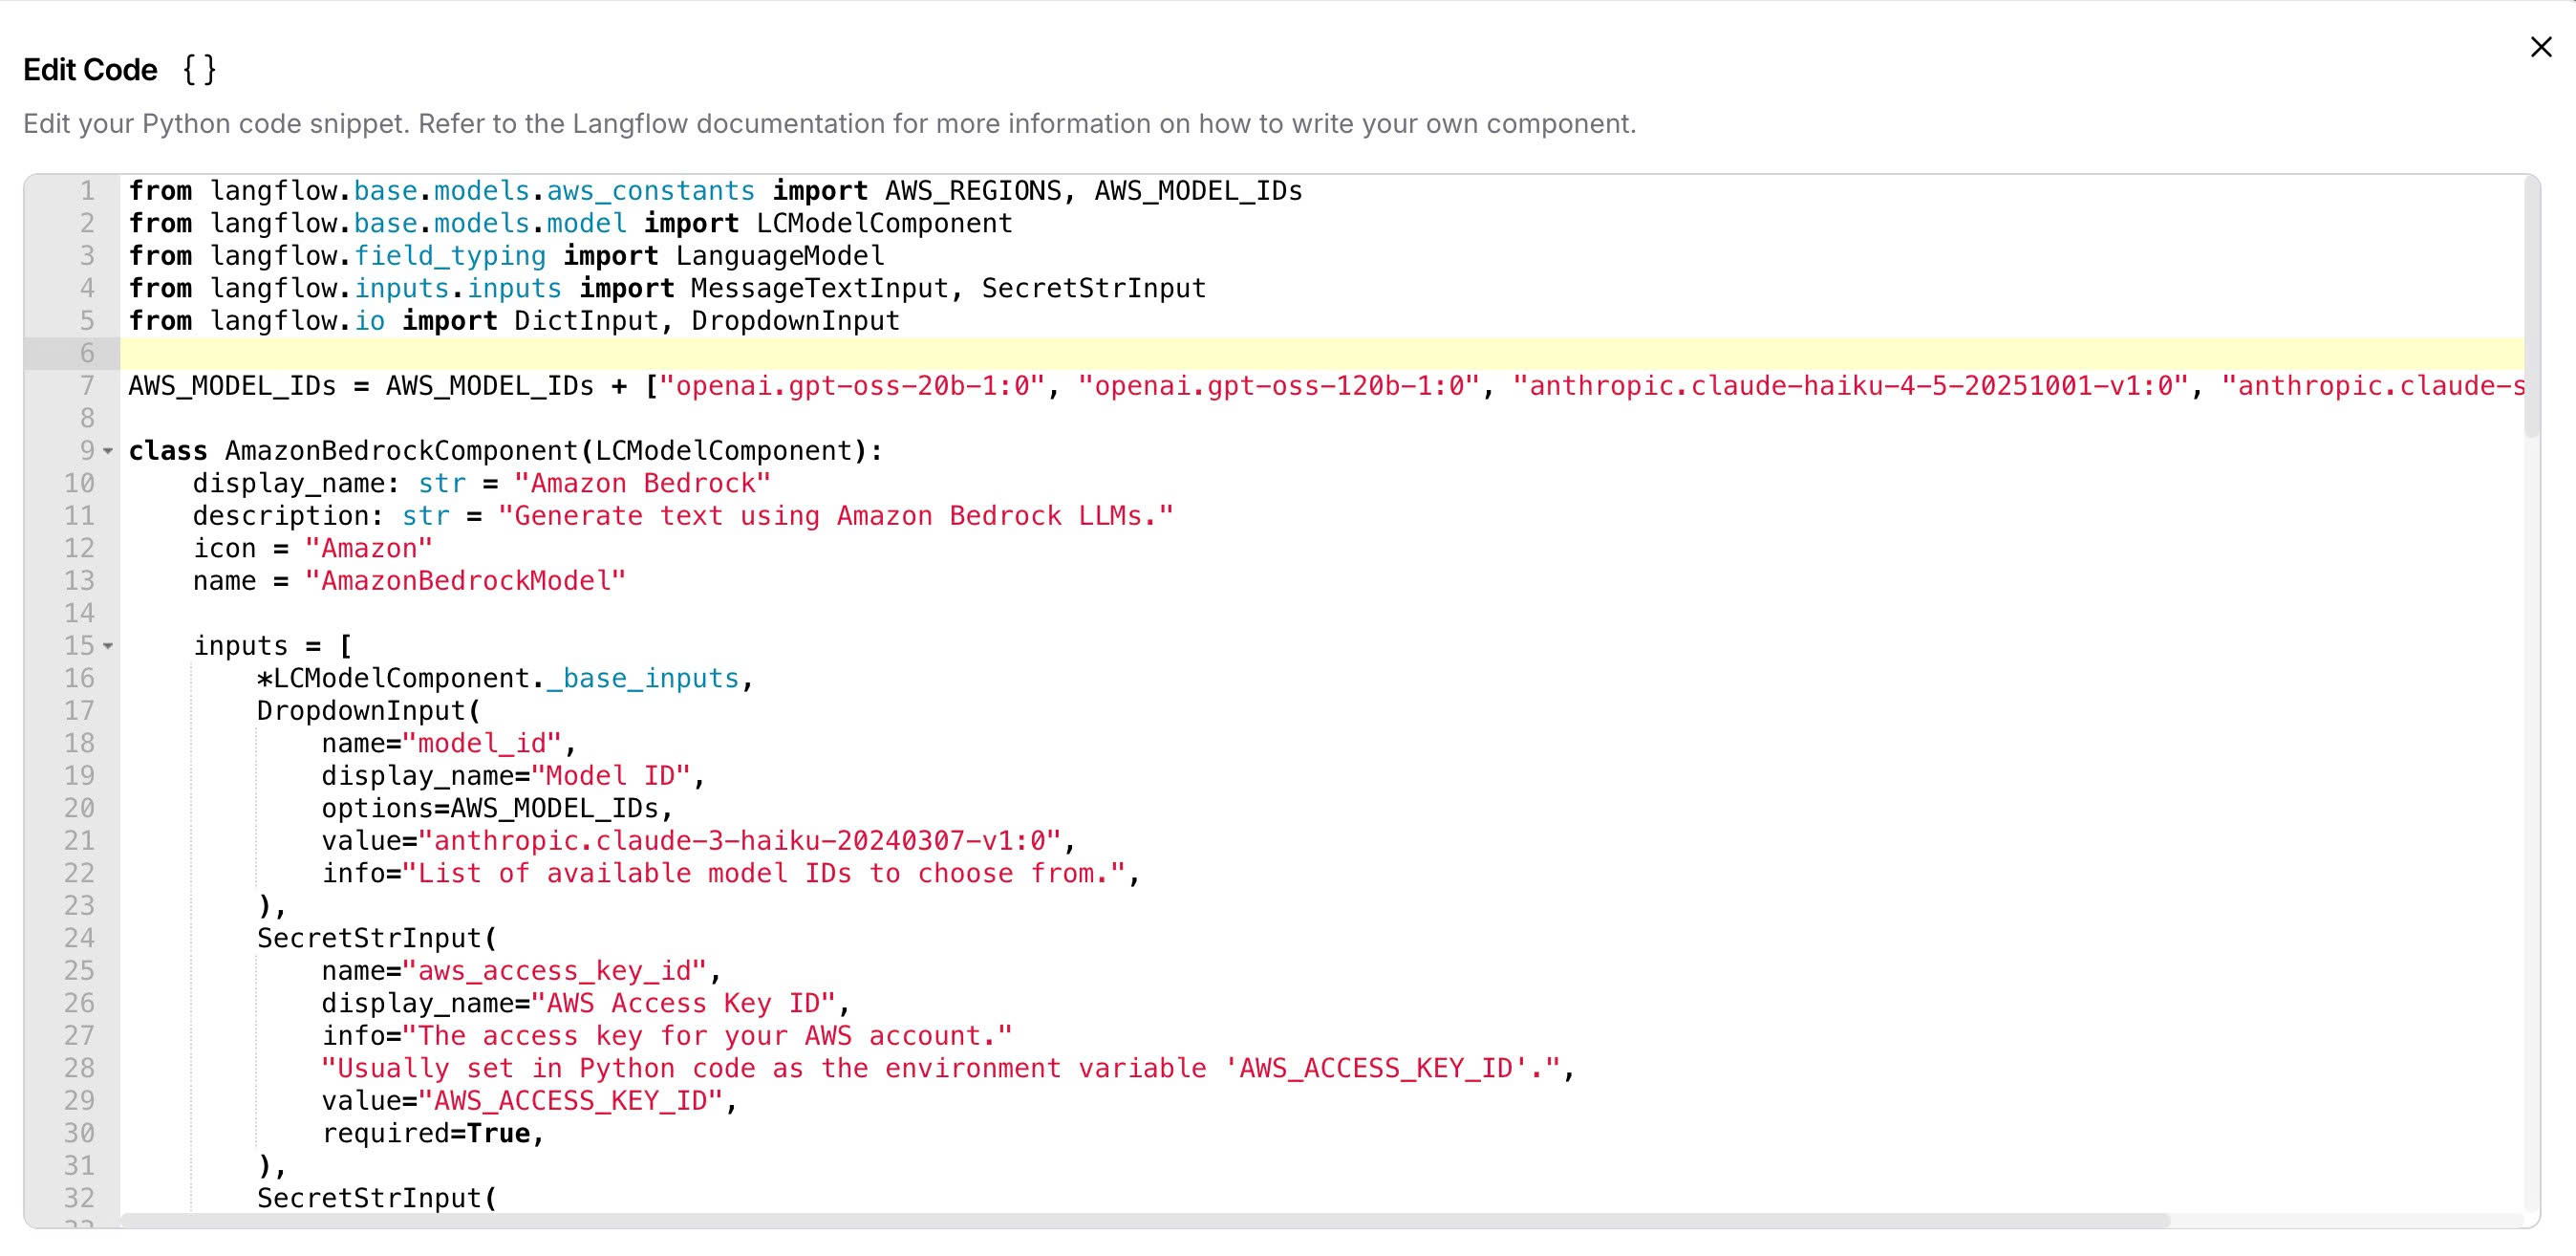 Edit Code {}
Edit your Python code snippet. Refer to the Langflow documentation for more information on how to write your own component.
1 from langflow.base.models.aws_constants import AWS_REGIONS, AWS_MODEL_IDs
2 from langflow.base.models.model import LCModelComponent
3 from langflow.field_typing import LanguageModel
4 from langflow.inputs.inputs import MessageTextInput, SecretStrInput
5 from langflow.io import DictInput, DropdownInput
6
7 AWS_MODEL_IDs = AWS_MODEL_IDs + ["openai.gpt-oss-20b-1:0", "openai.gpt-oss-120b-1:0", "anthropic.claude-haiku-4-5-20251001-v1:0", "anthropic.claude-s
8
9 class AmazonBedrockComponent(LCModelComponent):
10     display_name: str = "Amazon Bedrock"
11     description: str = "Generate text using Amazon Bedrock LLMs."
12     icon = "Amazon"
13     name = "AmazonBedrockModel"
14
15     inputs = [
16         *LCModelComponent._base_inputs,
17         DropdownInput(
18             name="model_id",
19             display_name="Model ID",
20             options=AWS_MODEL_IDs,
21             value="anthropic.claude-3-haiku-20240307-v1:0",
22             info="List of available model IDs to choose from.",
23         ),
24         SecretStrInput(
25             name="aws_access_key_id",
26             display_name="AWS Access Key ID",
27             info="The access key for your AWS account."
28             "Usually set in Python code as the environment variable 'AWS_ACCESS_KEY_ID'.",
29             value="AWS_ACCESS_KEY_ID",
30             required=True,
31         ),
32         SecretStrInput(